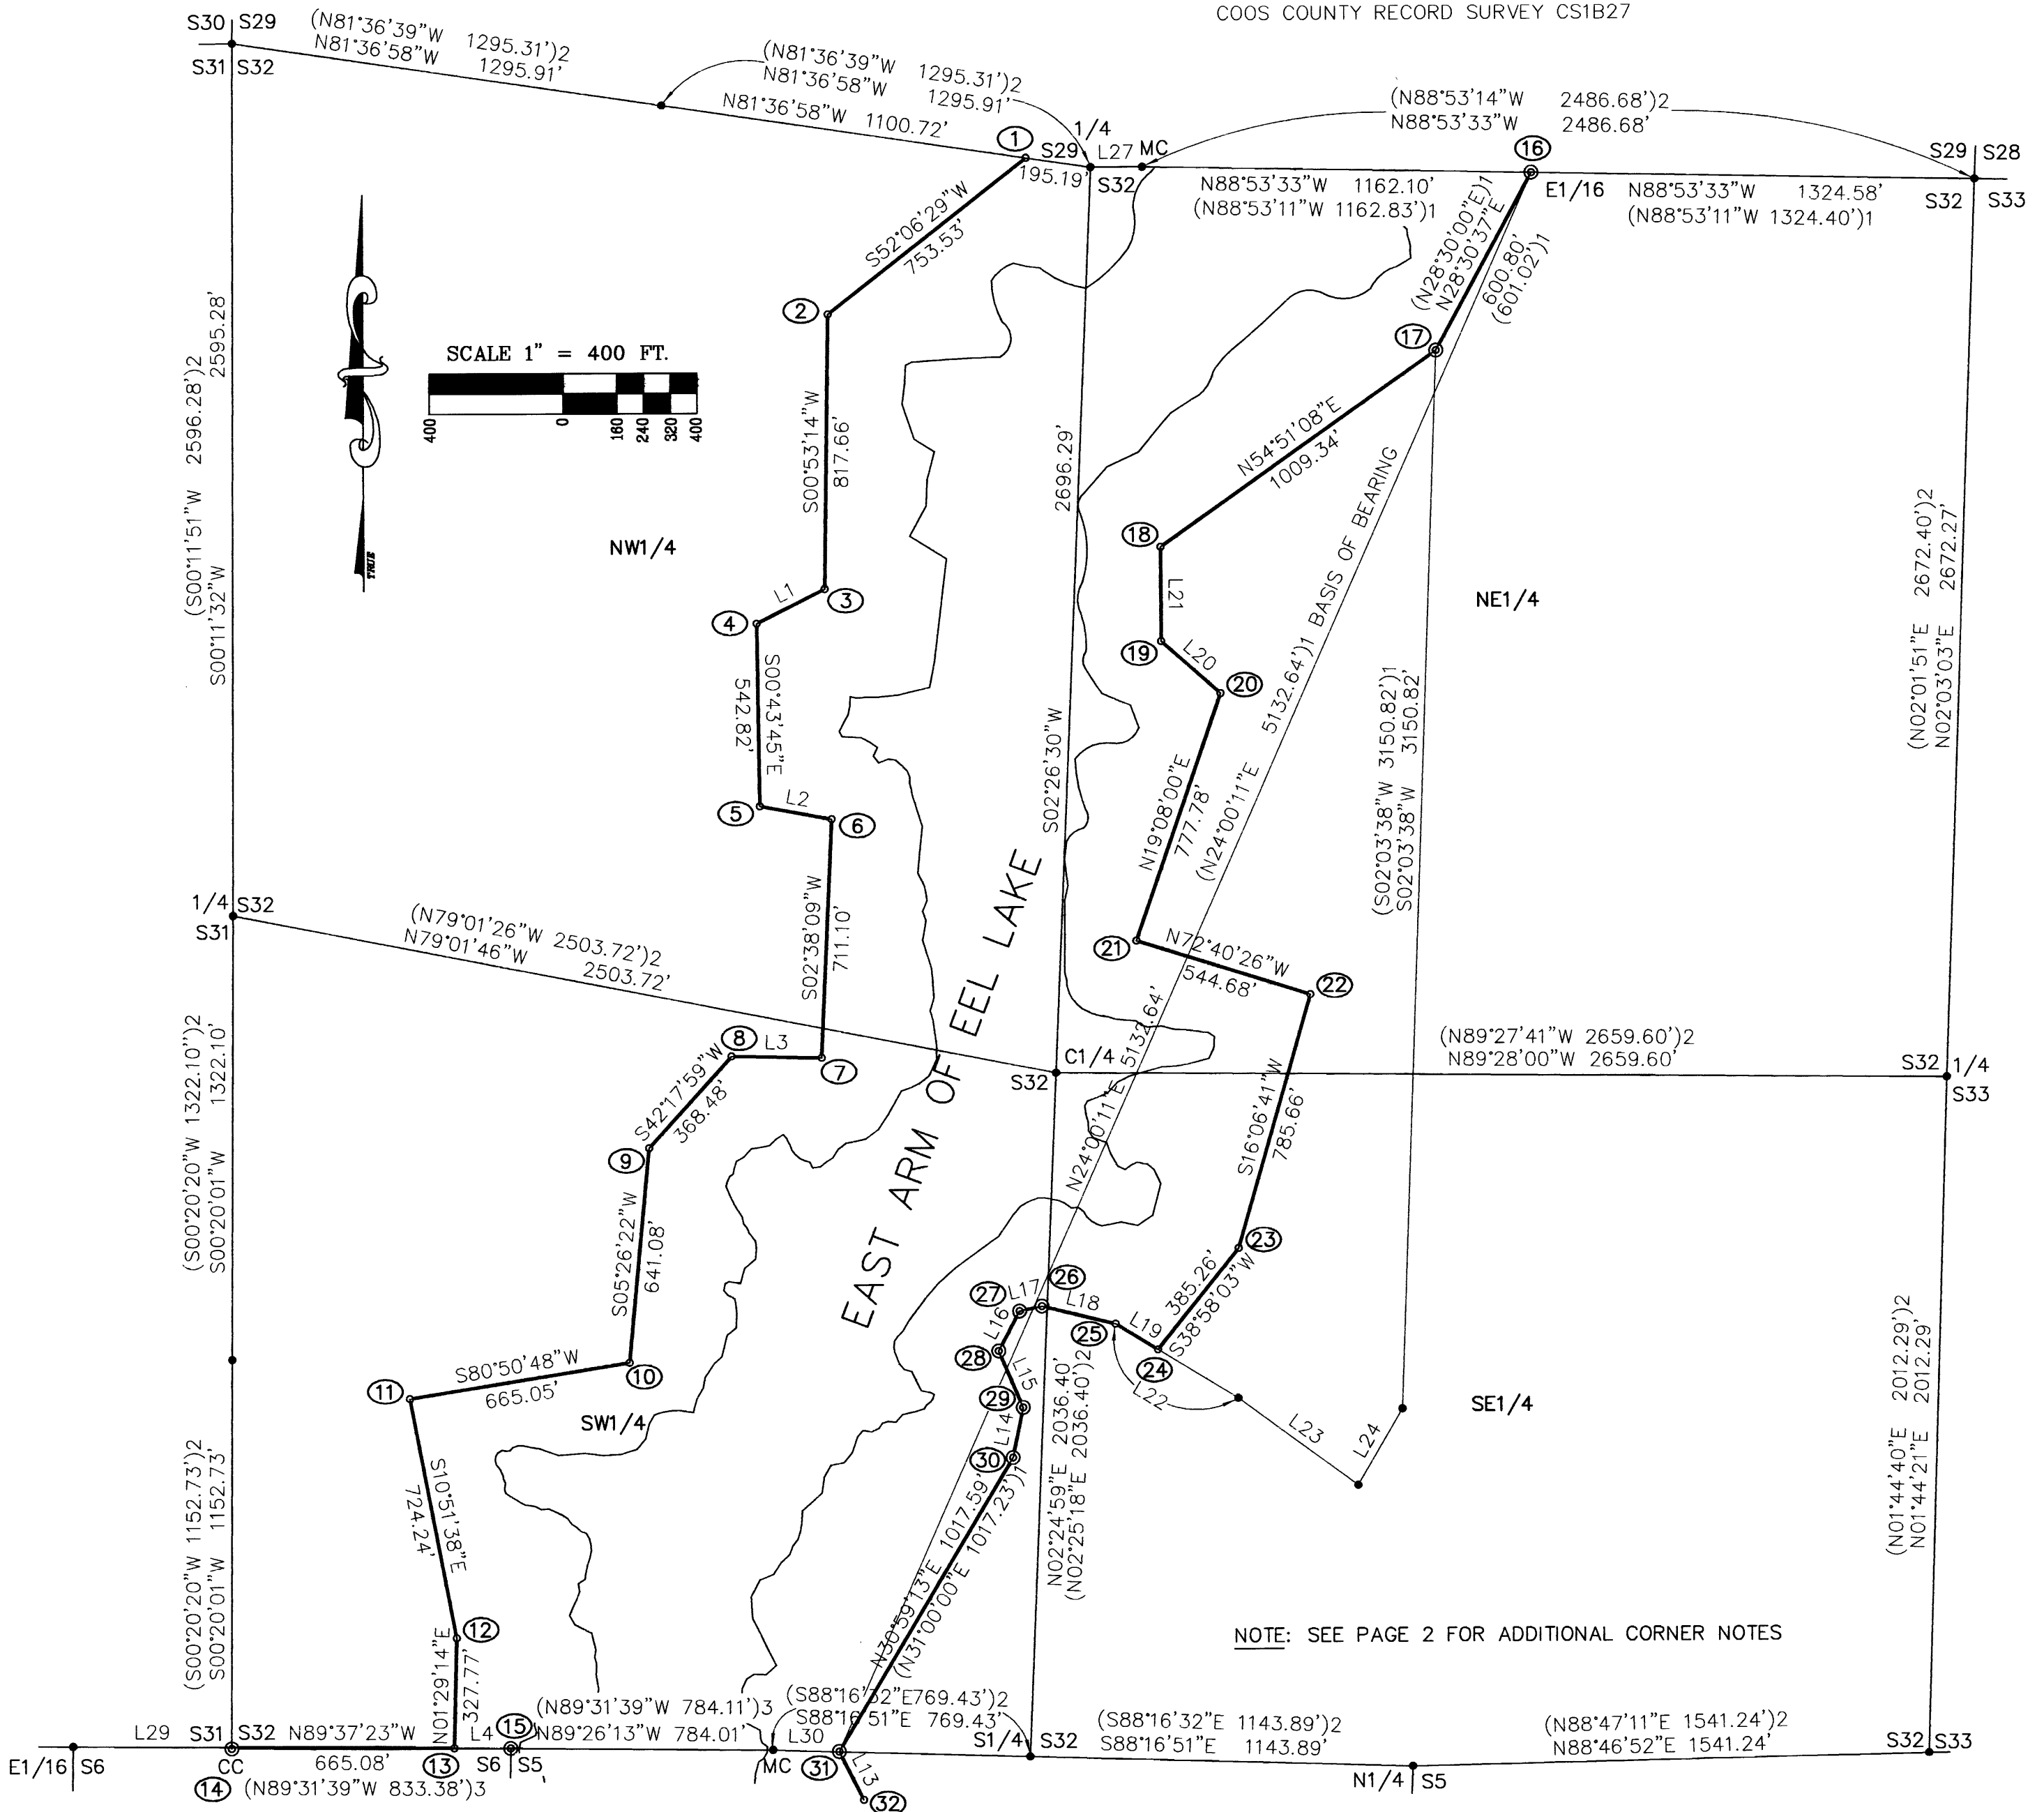 COOS COUNTY RECORD SURVEY CS1B27
S30 S29
S31 S32
(N81°36'39"W 1295.31')2
N81°36'58"W 1295.91'
(N81°36'39"W 1295.31')2
N81°36'58"W 1295.91'
N81°36'58"W 1100.72'
1
S29
195.19'
1/4
S32
L27
MC
(N88°53'14"W 2486.68')2
N88°53'33"W 2486.68'
16
E1/16
N88°53'33"W 1162.10'
(N88°53'11"W 1162.83')1
N88°53'33"W 1324.58'
(N88°53'11"W 1324.40')1
S29 S28
S32 S33
S52°06'29"W
753.53'
(N28°30'00"E)1
N28°30'37"E
600.80'
(601.02')1
2
17
SCALE 1" = 400 FT.
400
0
160
240
320
400
TRUE
(S00°11'51"W 2596.28')2
S00°11'32"W 2595.28'
S00°53'14"W
817.66'
NW1/4
2696.29'
S02°26'30"W
N54°51'08"E
1009.34'
18
L21
NE1/4
L1
3
4
S00°43'45"E
542.82'
19
L20
20
(N24°00'11"E 5132.64')1 BASIS OF BEARING
N24°00'11"E 5132.64'
(S02°03'38"W 3150.82')1
S02°03'38"W 3150.82'
(N02°01'51"E 2672.40')2
N02°03'03"E 2672.27'
5
L2
6
N19°08'00"E
777.78'
S02°38'09"W
711.10'
1/4 S32
S31
(N79°01'26"W 2503.72')2
N79°01'46"W 2503.72'
21
N72°40'26"W
544.68'
22
EAST ARM OF EEL LAKE
8
L3
7
C1/4
S32
(N89°27'41"W 2659.60')2
N89°28'00"W 2659.60'
S32 1/4
S33
S42°17'59"W
368.48'
9
(S00°20'20"W 1322.10")2
S00°20'01"W 1322.10'
S16°06'41"W
785.66'
S05°26'22"W
641.08'
23
26
27
L17
L18
385.26'
S38°58'03"W
L16
25
L19
28
24
S80°50'48"W
665.05'
10
11
L15
L22
29
L14
L23
L24
SW1/4
SE1/4
30
N02°24'59"E 2036.40'
(N02°25'18"E 2036.40')2
(N01°44'40"E 2012.29')2
N01°44'21"E 2012.29'
(S00°20'20"W 1152.73')2
S00°20'01"W 1152.73'
S10°51'38"E
724.24'
N30°59'13"E 1017.59'
(N31°00'00"E 1017.23')1
12
N01°29'14"E
327.77'
NOTE: SEE PAGE 2 FOR ADDITIONAL CORNER NOTES
L29
S31 S32
CC
14
N89°37'23"W
665.08'
(N89°31'39"W 833.38')3
L4
13
15
S6 S5
(N89°31'39"W 784.11')3
N89°26'13"W 784.01'
MC
L30
(S88°16'32"E769.43')2
S88°16'51"E 769.43'
31
L13
32
S1/4 S32
(S88°16'32"E 1143.89')2
S88°16'51"E 1143.89'
N1/4 S5
(N88°47'11"E 1541.24')2
N88°46'52"E 1541.24'
S32 S33
E1/16 S6